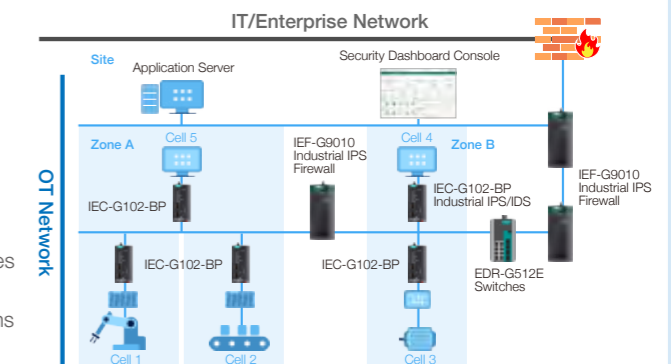 IT/Enterprise Network
Site
Application Server
Security Dashboard Console
Zone A
Cell 5
IEF-G9010
Industrial IPS
Firewall
Cell 4
Zone B
IEF-G9010
Industrial IPS
Firewall
IEC-G102-BP
IEC-G102-BP
Industrial IPS/IDS
OT Network
IEC-G102-BP
IEC-G102-BP
EDR-G512E
Switches
es
ns
Cell 1
Cell 2
Cell 3